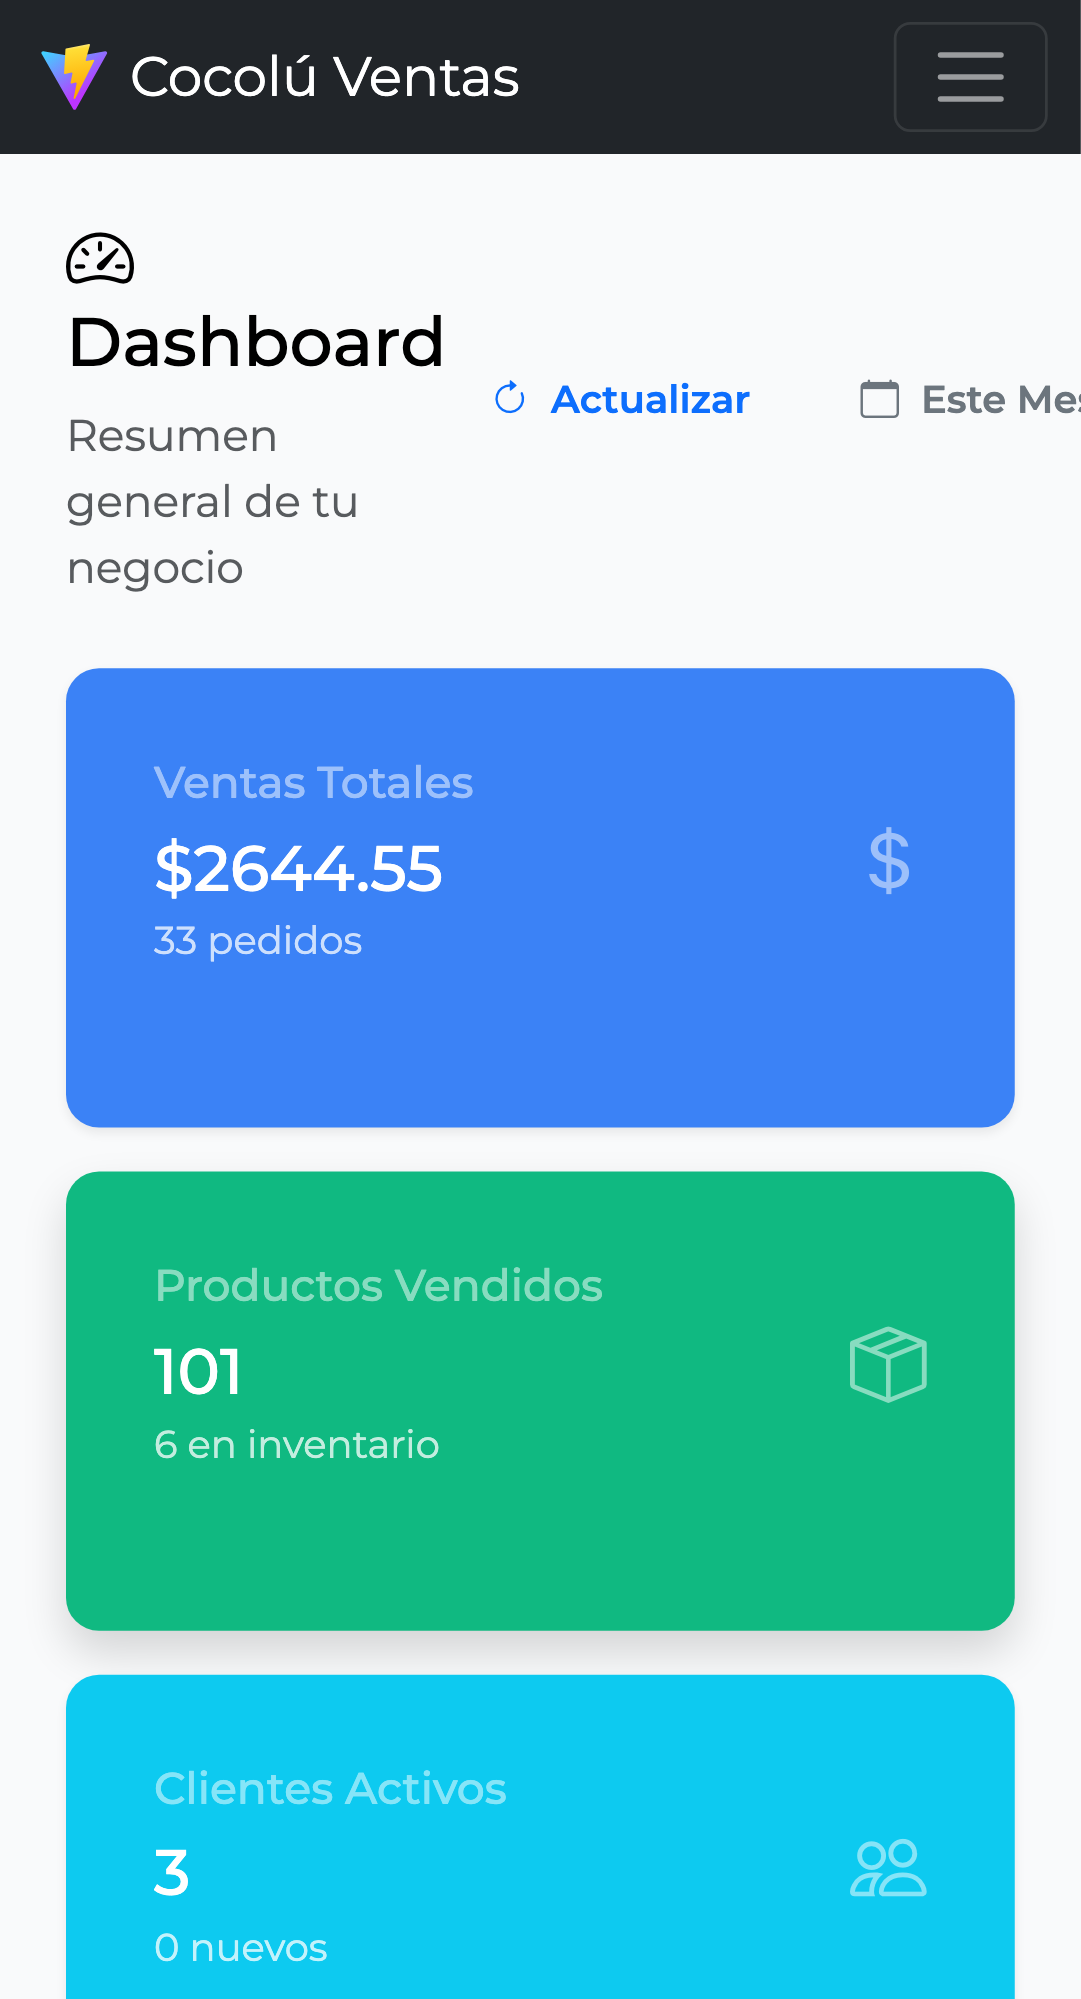 Cocolú Ventas
Dashboard
Resumen
general de tu
negocio
Actualizar
Este Mes
Ventas Totales
$2644.55
33 pedidos
$
Productos Vendidos
101
6 en inventario
Clientes Activos
3
0 nuevos